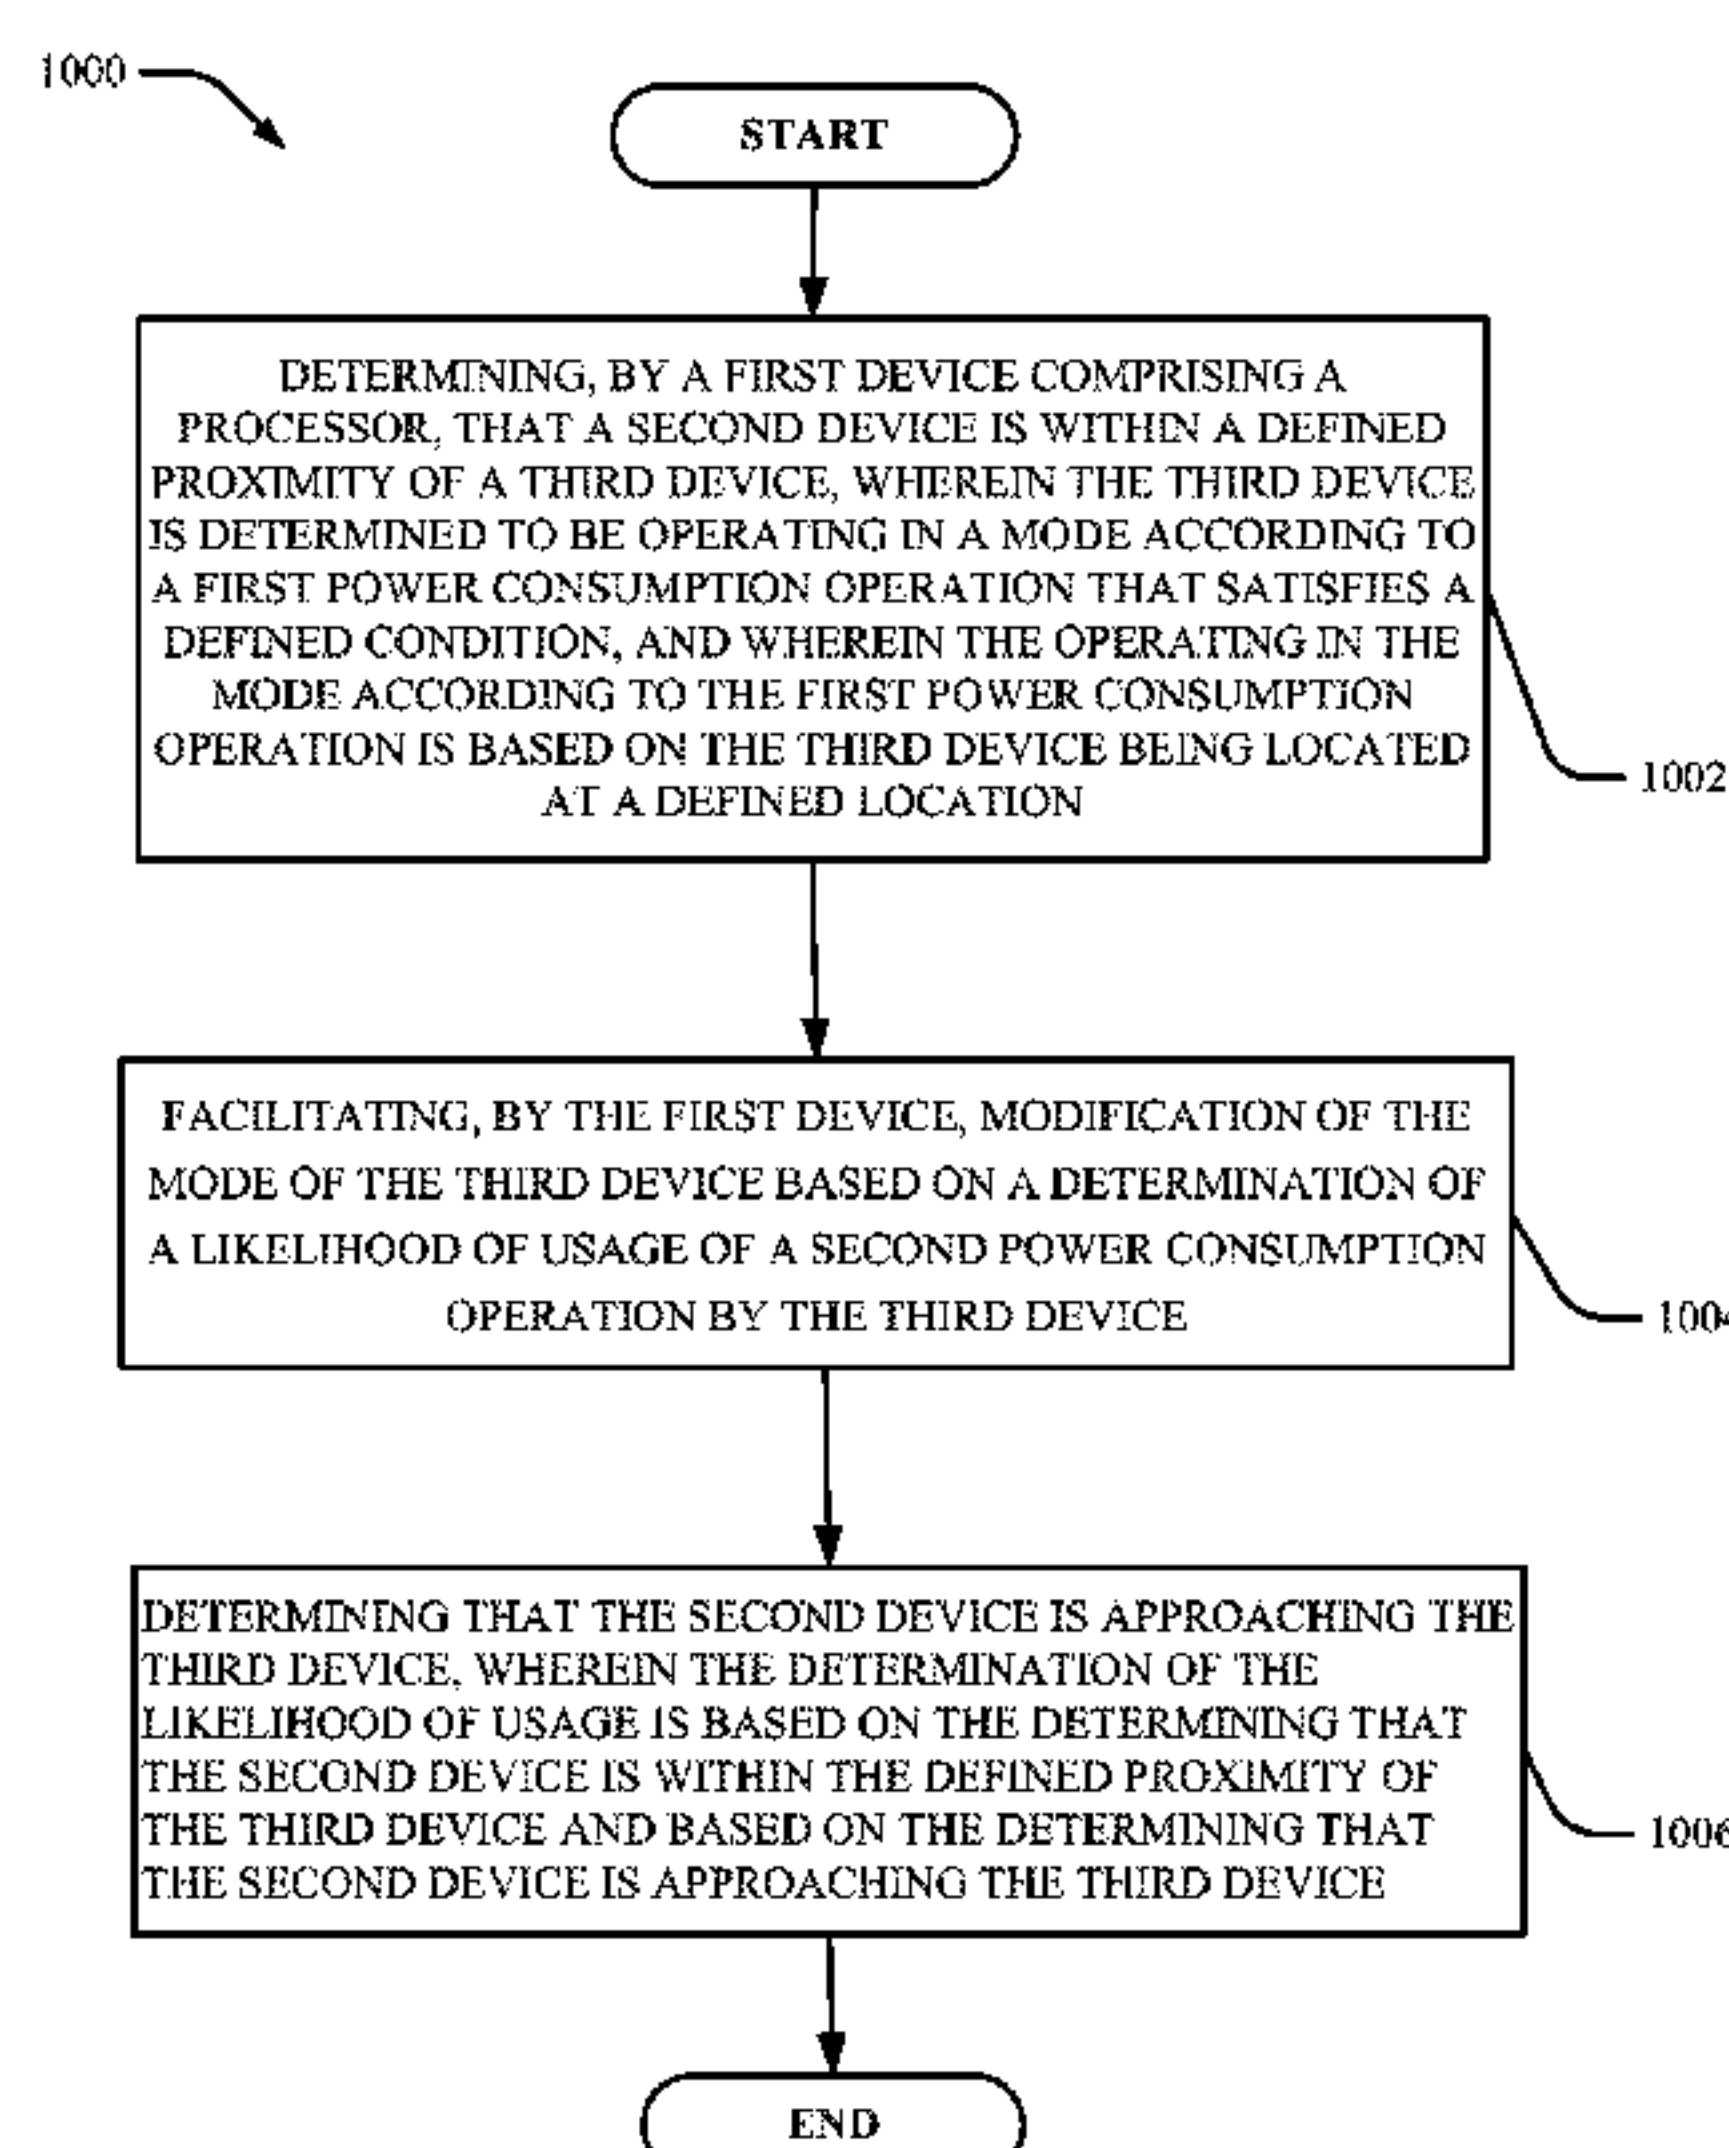 1000
START
DETERMINING, BY A FIRST DEVICE COMPRISING A
PROCESSOR, THAT A SECOND DEVICE IS WITHIN A DEFINED
PROXIMITY OF A THIRD DEVICE, WHEREIN THE THIRD DEVICE
IS DETERMINED TO BE OPERATING IN A MODE ACCORDING TO
A FIRST POWER CONSUMPTION OPERATION THAT SATISFIES A
DEFINED CONDITION, AND WHEREIN THE OPERATING IN THE
MODE ACCORDING TO THE FIRST POWER CONSUMPTION
OPERATION IS BASED ON THE THIRD DEVICE BEING LOCATED
AT A DEFINED LOCATION
1002
FACILITATING, BY THE FIRST DEVICE, MODIFICATION OF THE
MODE OF THE THIRD DEVICE BASED ON A DETERMINATION OF
A LIKELIHOOD OF USAGE OF A SECOND POWER CONSUMPTION
OPERATION BY THE THIRD DEVICE
1004
DETERMINING THAT THE SECOND DEVICE IS APPROACHING THE
THIRD DEVICE, WHEREIN THE DETERMINATION OF THE
LIKELIHOOD OF USAGE IS BASED ON THE DETERMINING THAT
THE SECOND DEVICE IS WITHIN THE DEFINED PROXIMITY OF
THE THIRD DEVICE AND BASED ON THE DETERMINING THAT
THE SECOND DEVICE IS APPROACHING THE THIRD DEVICE
1006
END